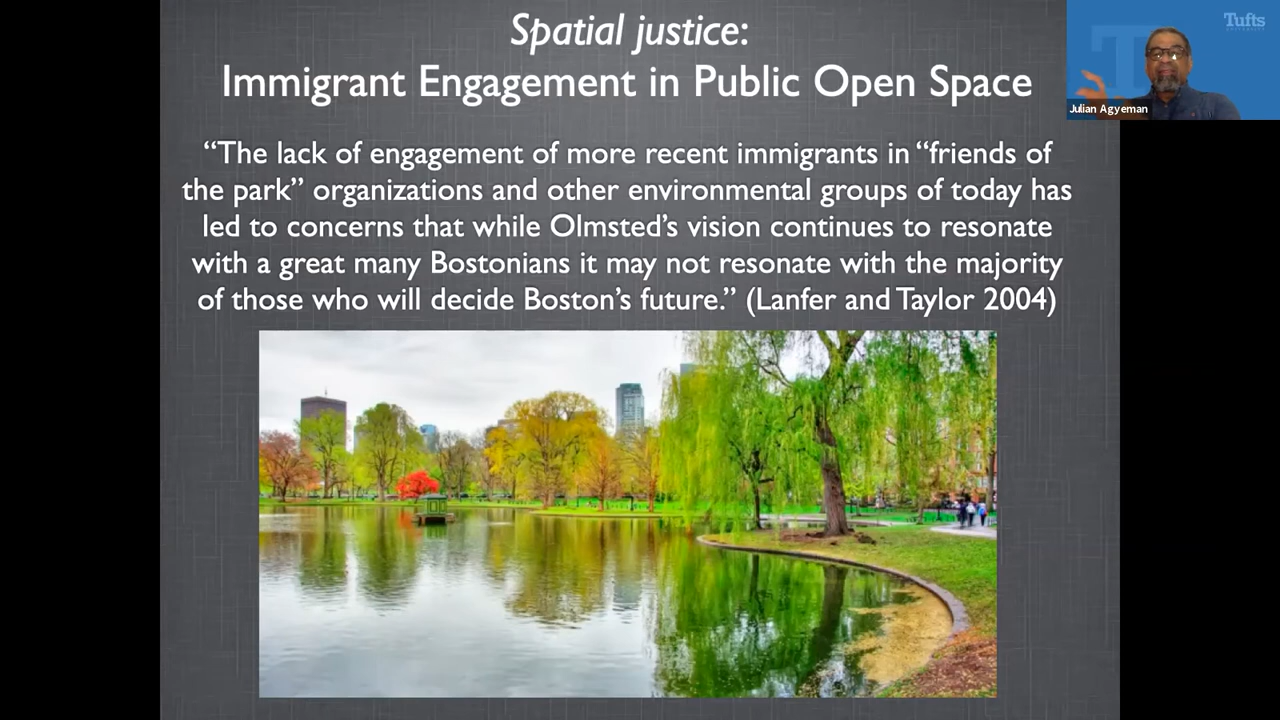 Spatial justice:
Immigrant Engagement in Public Open Space
“The lack of engagement of more recent immigrants in “friends of
the park” organizations and other environmental groups of today has
led to concerns that while Olmsted’s vision continues to resonate
with a great many Bostonians it may not resonate with the majority
of those who will decide Boston’s future.” (Lanfer and Taylor 2004)
Tufts
UNIVERSITY
T
Julian Agyeman